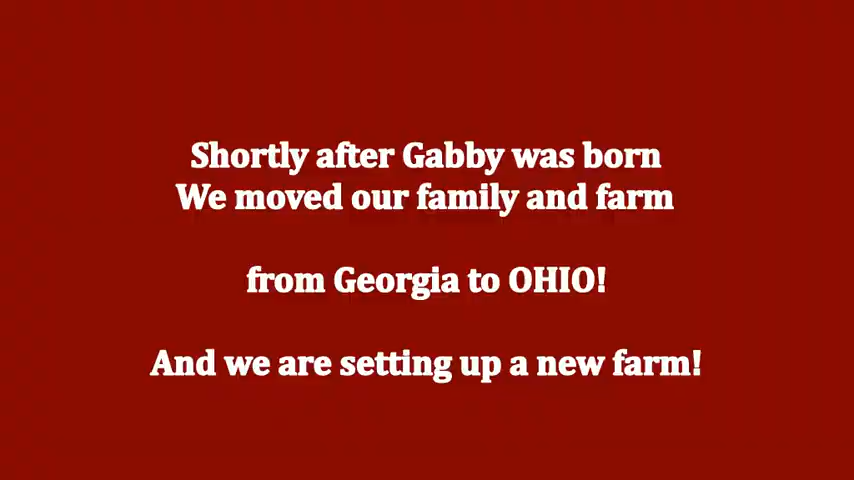 Shortly after Gabby was born
We moved our family and farm
from Georgia to OHIO!
And we are setting up a new farm!